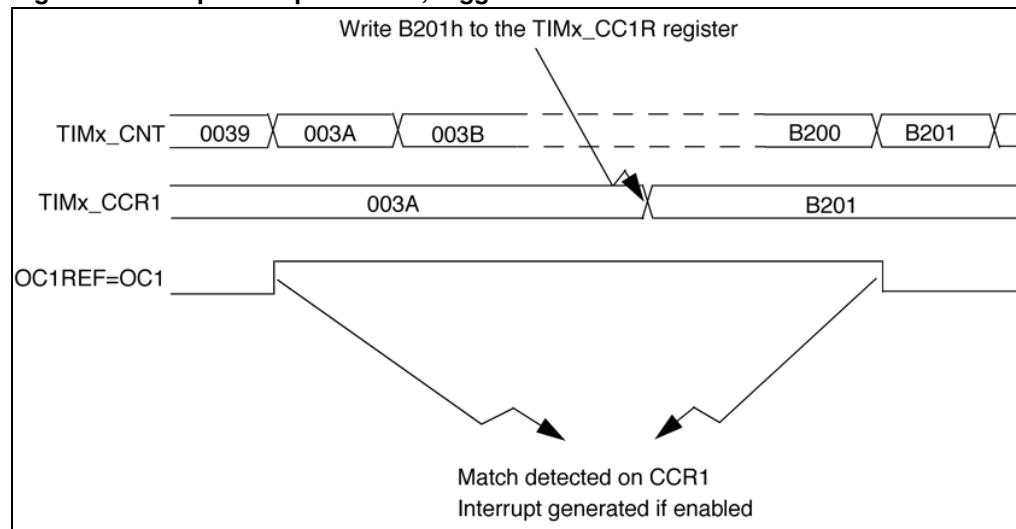 Write B201h to the TIMx_CC1R register
TIMx_CNT 0039 003A 003B B200 B201
TIMx_CCR1 003A B201
OC1REF=OC1
Match detected on CCR1
Interrupt generated if enabled